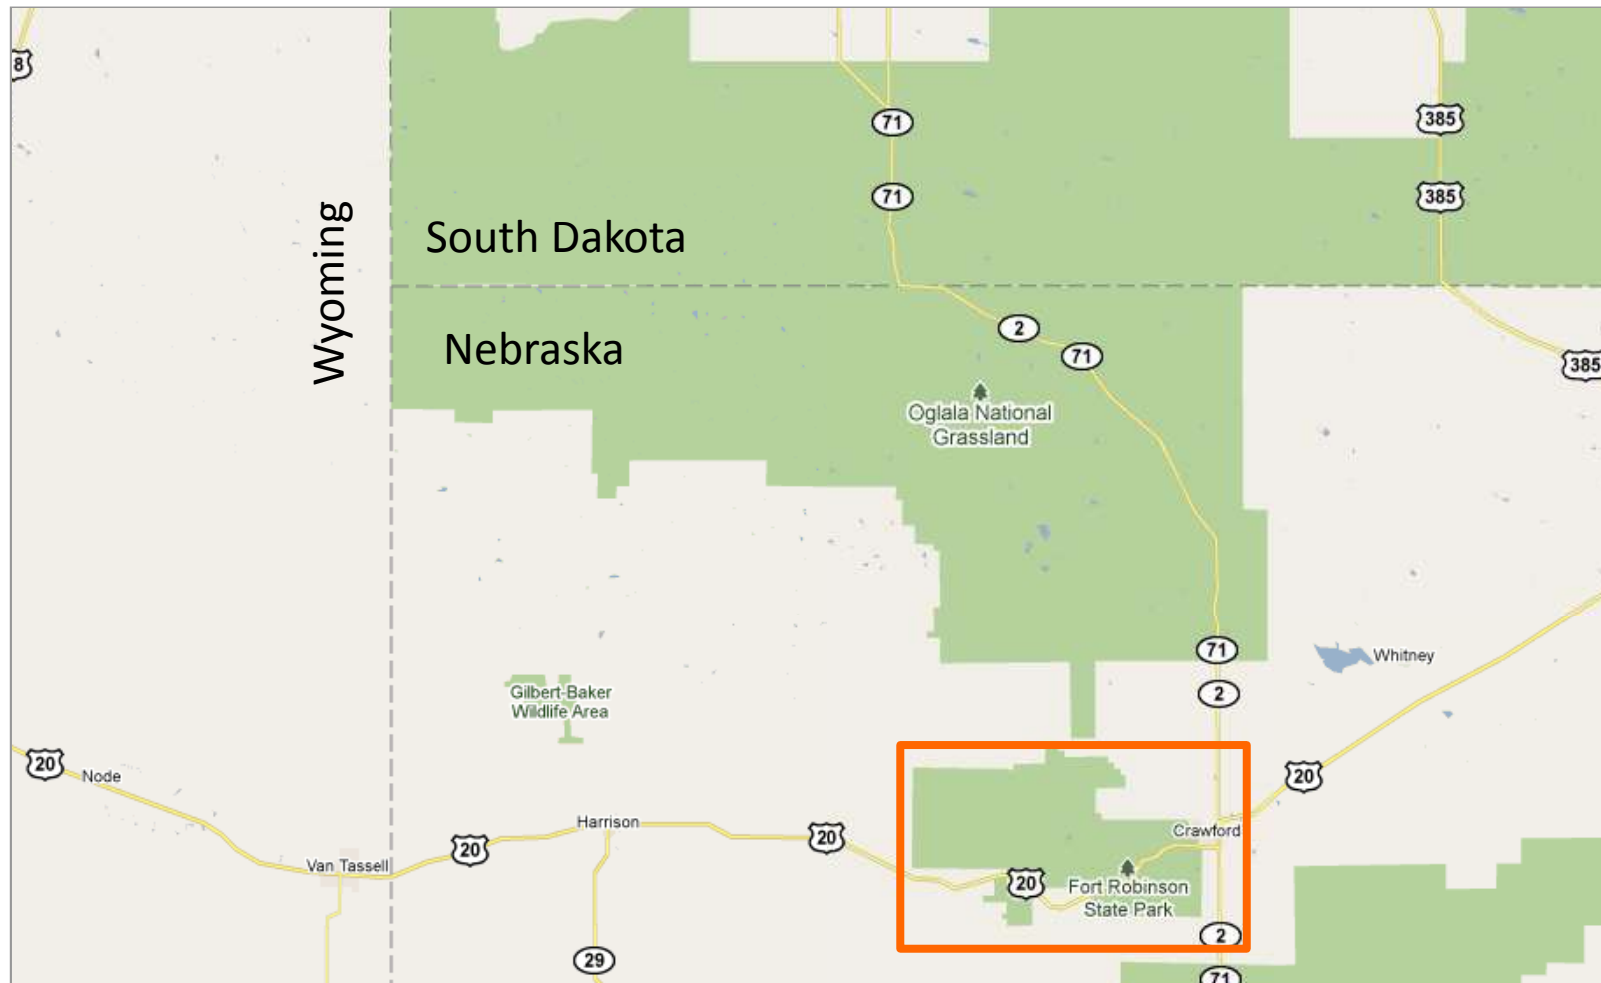 8
71
385
71
385
Wyoming
South Dakota
2
Nebraska
71
385
Oglala National
Grassland
71
Whitney
2
Gilbert-Baker
Wildlife Area
20
Node
20
Harrison
20
Crawford
20
Van Tassell
20
Fort Robinson
State Park
2
29
71